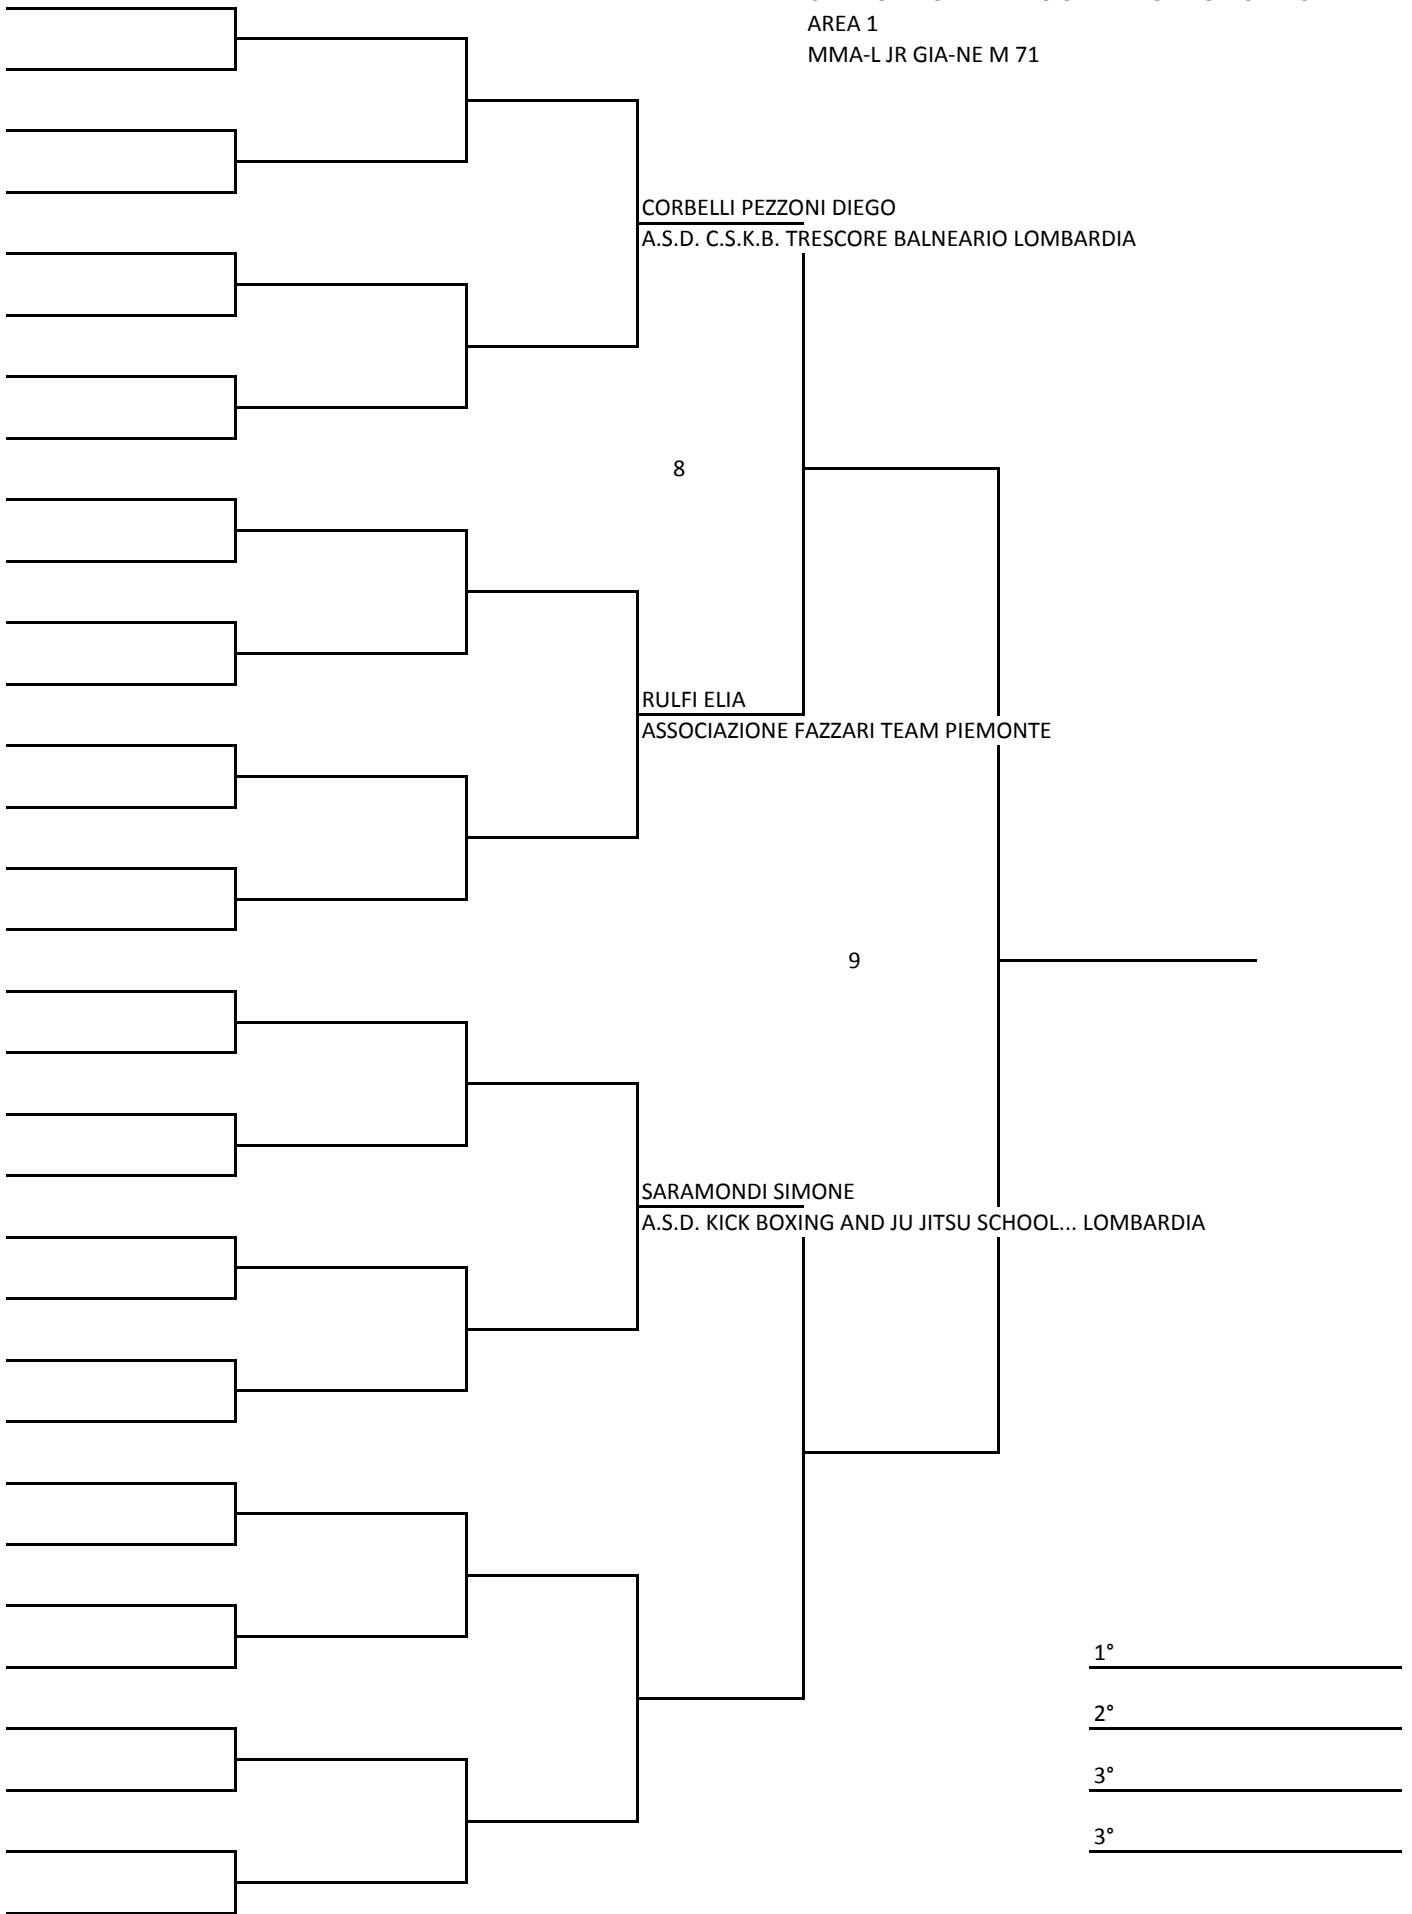 AREA 1
MMA-L JR GIA-NE M 71
CORBELLI PEZZONI DIEGO
A.S.D. C.S.K.B. TRESCORE BALNEARIO LOMBARDIA
8
RULFI ELIA
ASSOCIAZIONE FAZZARI TEAM PIEMONTE
9
SARAMONDI SIMONE
A.S.D. KICK BOXING AND JU JITSU SCHOOL... LOMBARDIA
1°
2°
3°
3°